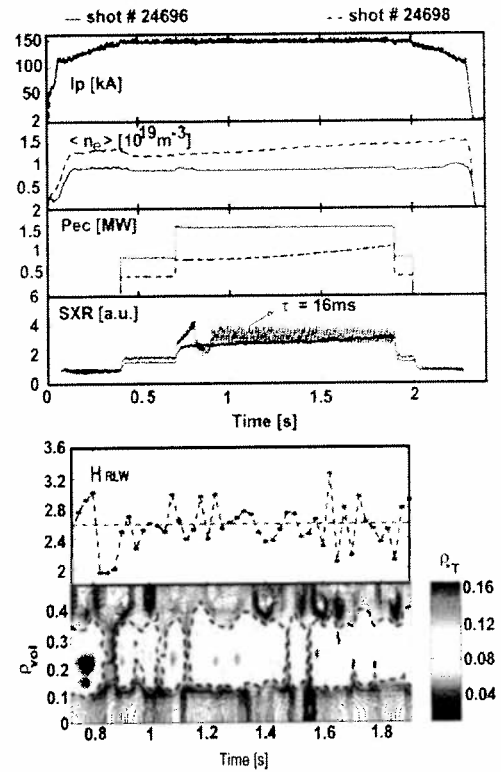 shot # 24696 shot # 24698
150
100
50
Ip [kA]
2
1.5
1
0.5
< nₑ > [10¹⁹m⁻³]
2
1.5
1
0.5
Pec [MW]
6
4
2
0
SXR [a.u.]
τ = 16ms
0 0.5 1 1.5 2
Time [s]
3.6
3.2
2.8
2.4
2
H RLW
0.4
0.3
0.2
0.1
0
ρvol
ρT
0.16
0.12
0.08
0.04
0.8 1 1.2 1.4 1.6 1.8
Time [s]